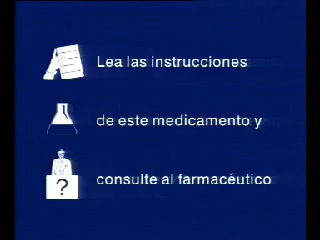 Lea las instrucciones
de este medicamento y
?
consulte al farmacéutico